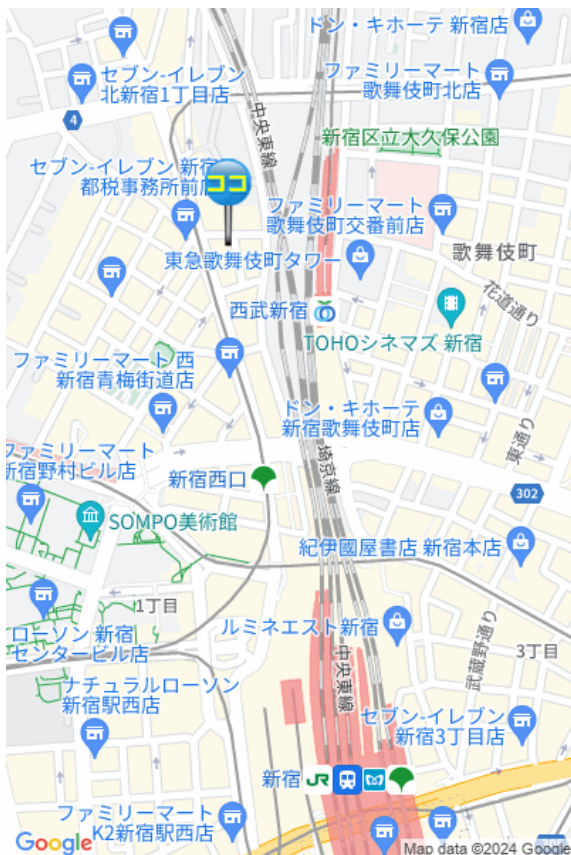 ドン・キホーテ 新宿店
セブン-イレブン
北新宿1丁目店
ファミリーマート
歌舞伎町北店
4
中央東線
新宿区立大久保公園
セブン-イレブン 新宿
都税事務所前店
ココ
ファミリーマート
歌舞伎町交番前店
歌舞伎町
東急歌舞伎町タワー
花道通り
西武新宿
TOHOシネマズ 新宿
ファミリーマート 西
新宿青梅街道店
ドン・キホーテ
新宿歌舞伎町店
東通り
ファミリーマート
新宿野村ビル店
埼京線
新宿西口
302
SOMPO美術館
紀伊國屋書店 新宿本店
1丁目
ルミネエスト新宿
武蔵野通り
3丁目
ローソン 新宿
センタービル店
中央東線
ナチュラルローソン
新宿駅西店
セブン-イレブン
新宿3丁目店
新宿 JR
ファミリーマート
K2新宿駅西店
Google
Map data ©2024 Google